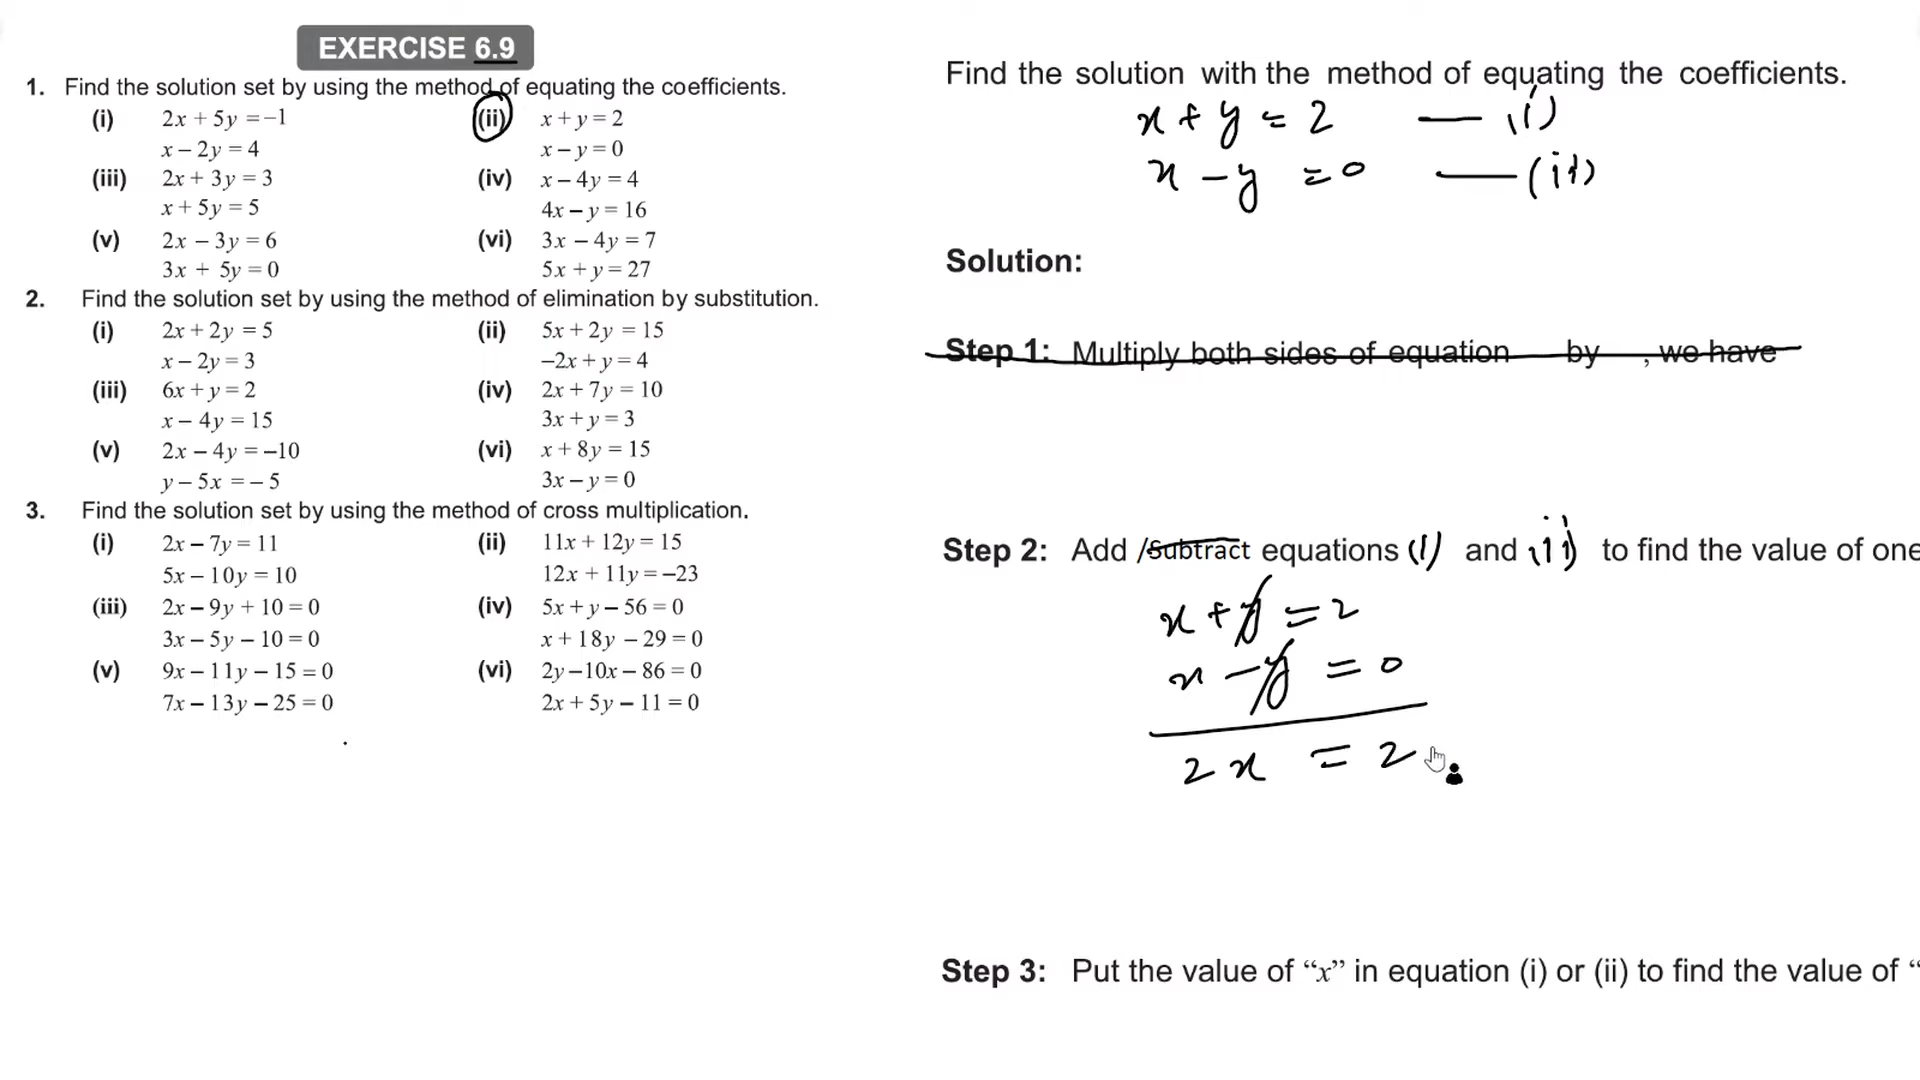 EXERCISE 6.9
1. Find the solution set by using the method of equating the coefficients.
(i) 2x + 5y = −1 (ii) x + y = 2
x − 2y = 4 x − y = 0
(iii) 2x + 3y = 3 (iv) x − 4y = 4
x + 5y = 5 4x − y = 16
(v) 2x − 3y = 6 (vi) 3x − 4y = 7
3x + 5y = 0 5x + y = 27
2. Find the solution set by using the method of elimination by substitution.
(i) 2x + 2y = 5 (ii) 5x + 2y = 15
x − 2y = 3 −2x + y = 4
(iii) 6x + y = 2 (iv) 2x + 7y = 10
x − 4y = 15 3x + y = 3
(v) 2x − 4y = −10 (vi) x + 8y = 15
y − 5x = − 5 3x − y = 0
3. Find the solution set by using the method of cross multiplication.
(i) 2x − 7y = 11 (ii) 11x + 12y = 15
5x − 10y = 10 12x + 11y = −23
(iii) 2x − 9y + 10 = 0 (iv) 5x + y − 56 = 0
3x − 5y − 10 = 0 x + 18y − 29 = 0
(v) 9x − 11y − 15 = 0 (vi) 2y − 10x − 86 = 0
7x − 13y − 25 = 0 2x + 5y − 11 = 0
Find the solution with the method of equating the coefficients.
x + y = 2 — (i)
x − y = 0 — (ii)
Solution:
Step 1: Multiply both sides of equation by , we have
Step 2: Add /Subtract equations (i) and (ii) to find the value of one
x + y = 2
x − y = 0
2x = 2
Step 3: Put the value of “x” in equation (i) or (ii) to find the value of “